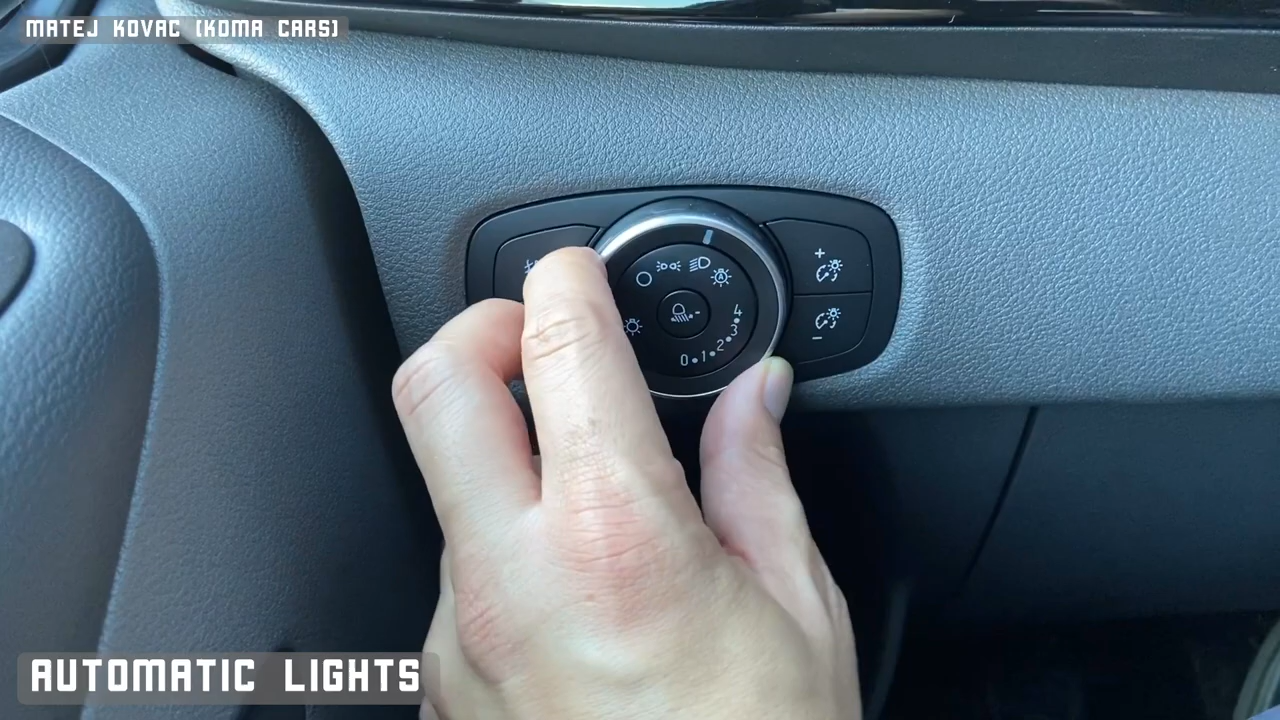 MATEJ KOVAC [KOMA CARS]
+
4
3
0•1•2•
-
AUTOMATIC LIGHTS